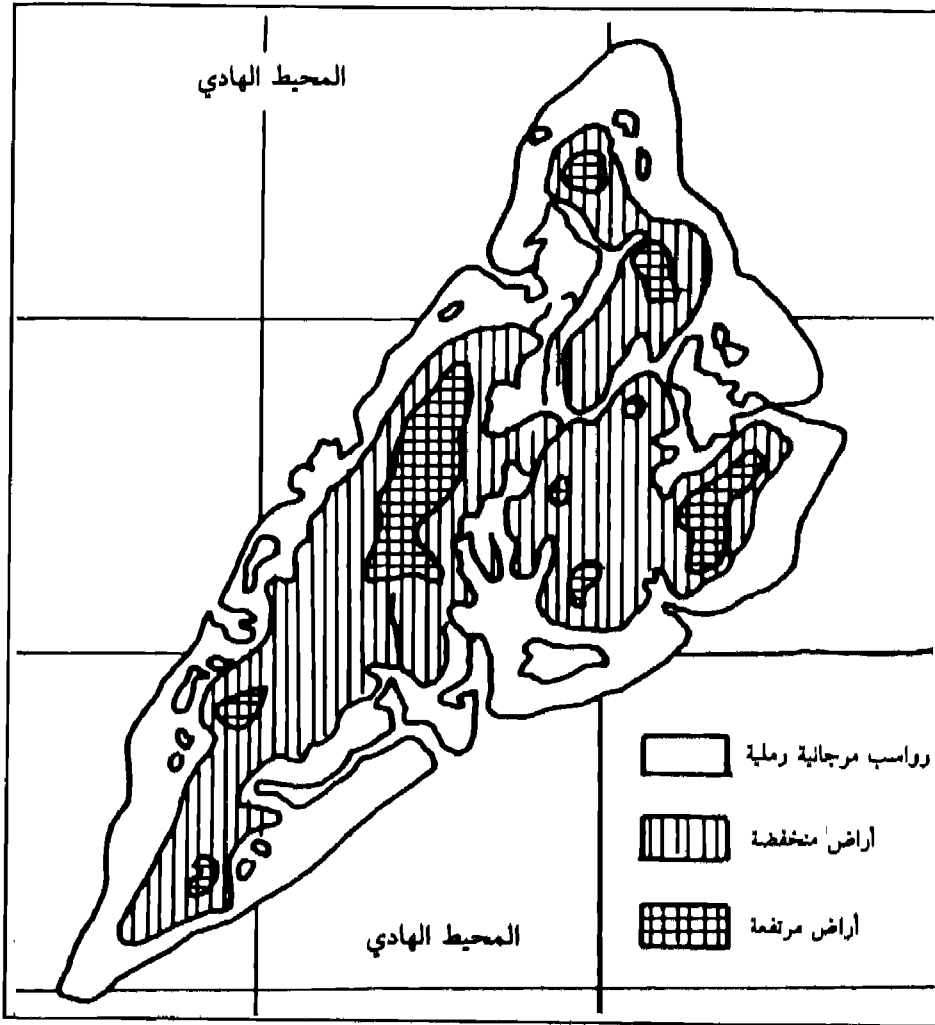 المحيط الهادي
رواسب مرجانية رملية
أراض منخفضة
أراض مرتفعة
المحيط الهادي